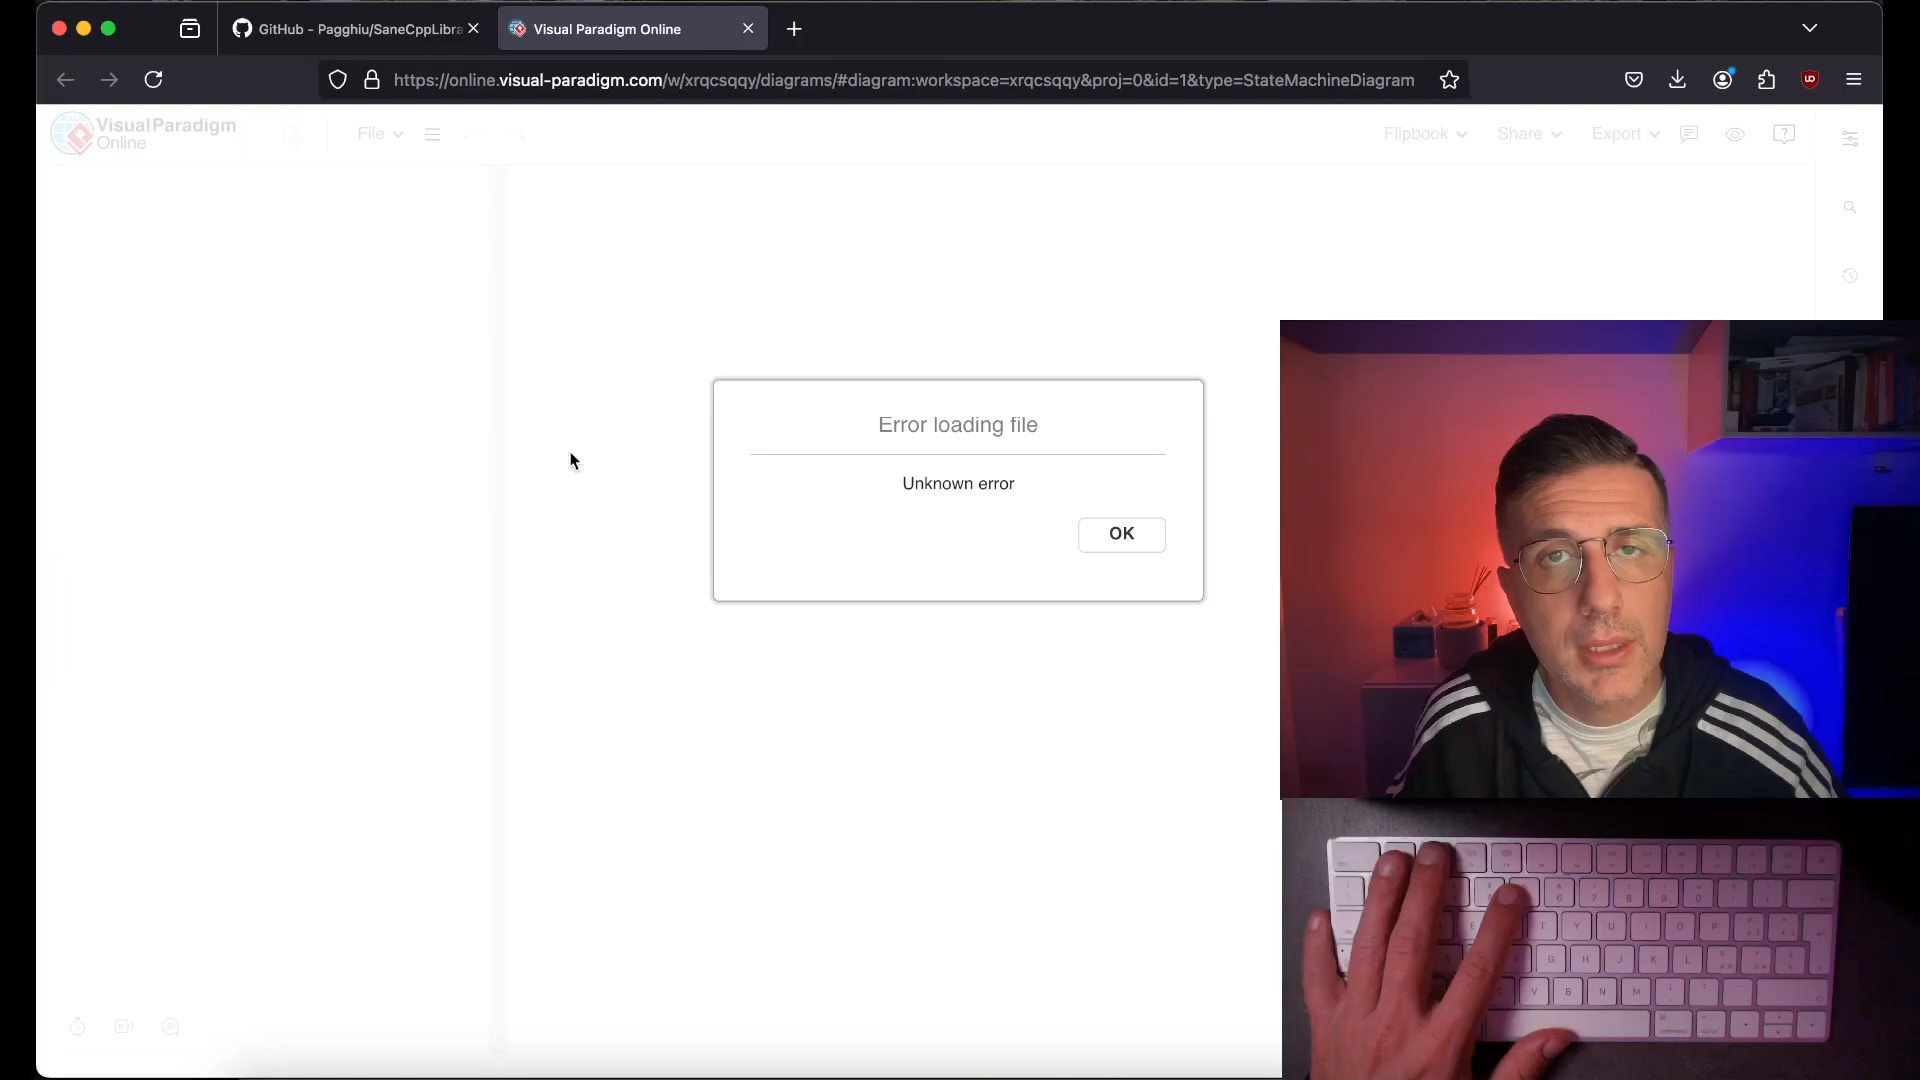 GitHub - Pagghiu/SaneCppLibra
Visual Paradigm Online
https://online.visual-paradigm.com/w/xrqcsqqy/diagrams/#diagram:workspace=xrqcsqqy&proj=0&id=1&type=StateMachineDiagram
Visual Paradigm
Online
File
Flipbook
Share
Export
Error loading file
Unknown error
OK